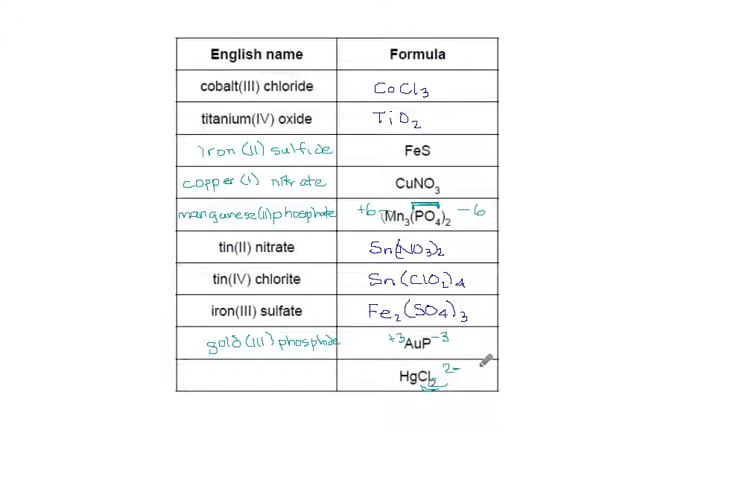 English name Formula
cobalt(III) chloride CoCl3
titanium(IV) oxide TiO2
iron (II) sulfide FeS
copper (I) nitrate CuNO3
manganese(II) phosphate +6 Mn3(PO4)2 -6
tin(II) nitrate Sn(NO3)2
tin(IV) chlorite Sn(ClO2)4
iron(III) sulfate Fe2(SO4)3
gold (III) phosphide +3 AuP -3
HgCl2 2-